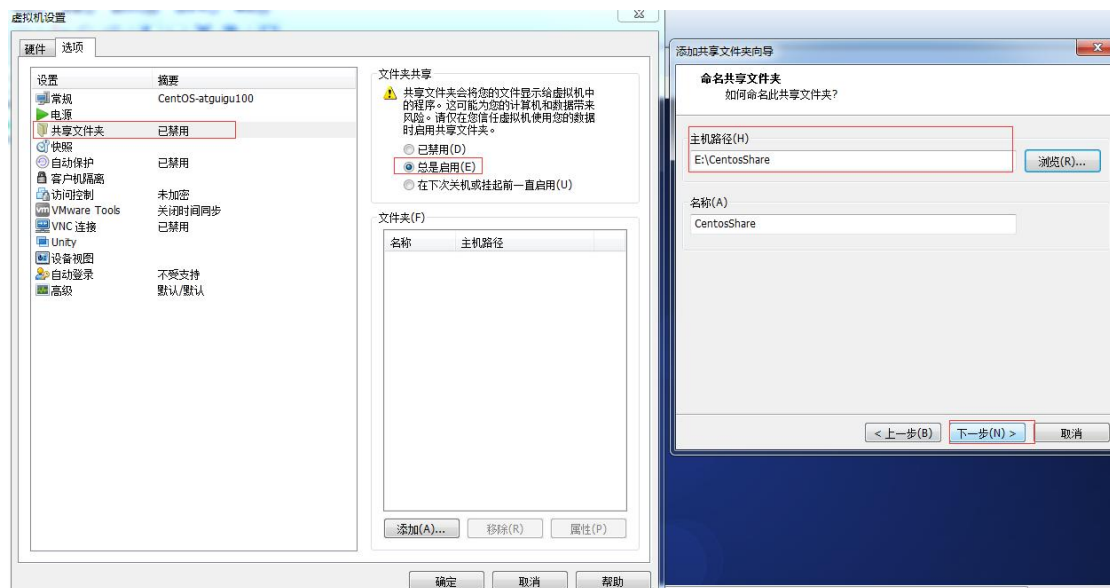 虚拟机设置
硬件 选项
设置 摘要
常规 CentOS-atguigu100
电源
共享文件夹 已禁用
快照
自动保护 已禁用
客户机隔离
访问控制 未加密
VMware Tools 关闭时间同步
VNC 连接 已禁用
Unity
设备视图
自动登录 不受支持
高级 默认/默认
文件夹共享
共享文件夹会将您的文件显示给虚拟机中
的程序。这可能为您的计算机和数据带来
风险。请仅在您信任虚拟机使用您的数据
时启用共享文件夹。
已禁用(D)
总是启用(E)
在下次关机或挂起前一直启用(U)
文件夹(F)
名称 主机路径
添加(A)... 移除(R) 属性(P)
确定 取消 帮助
添加共享文件夹向导
命名共享文件夹
如何命名此共享文件夹?
主机路径(H)
E:\CentosShare 浏览(R)...
名称(A)
CentosShare
< 上一步(B) 下一步(N) > 取消